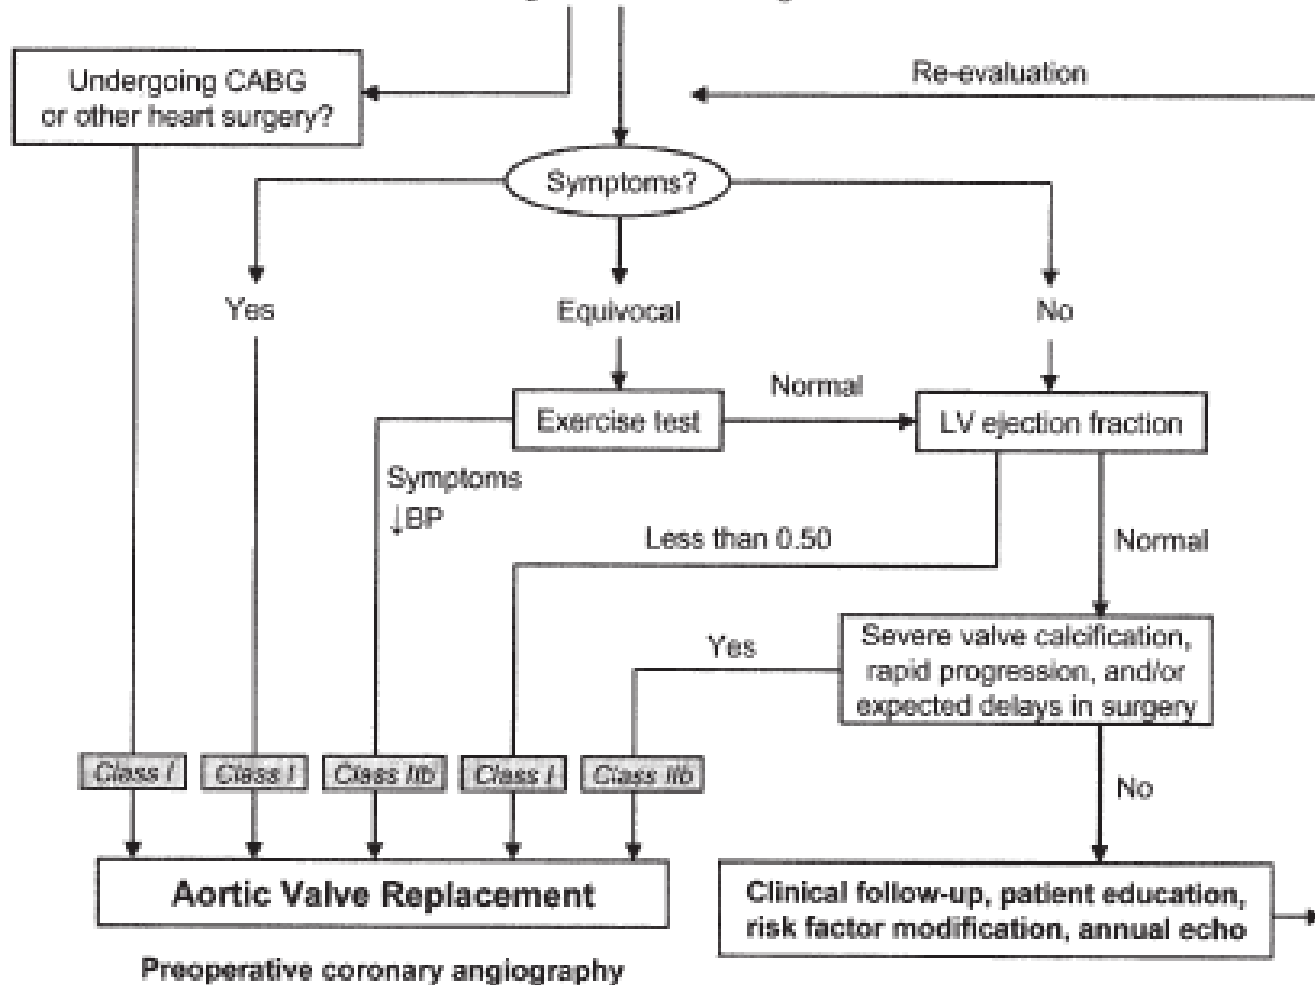 Undergoing CABG
or other heart surgery?
Re-evaluation
Symptoms?
Yes
Equivocal
No
Exercise test
Normal
LV ejection fraction
Symptoms
↓BP
Less than 0.50
Normal
Severe valve calcification,
rapid progression, and/or
expected delays in surgery
Yes
No
Class I
Class I
Class IIb
Class I
Class IIb
Aortic Valve Replacement
Clinical follow-up, patient education,
risk factor modification, annual echo
Preoperative coronary angiography